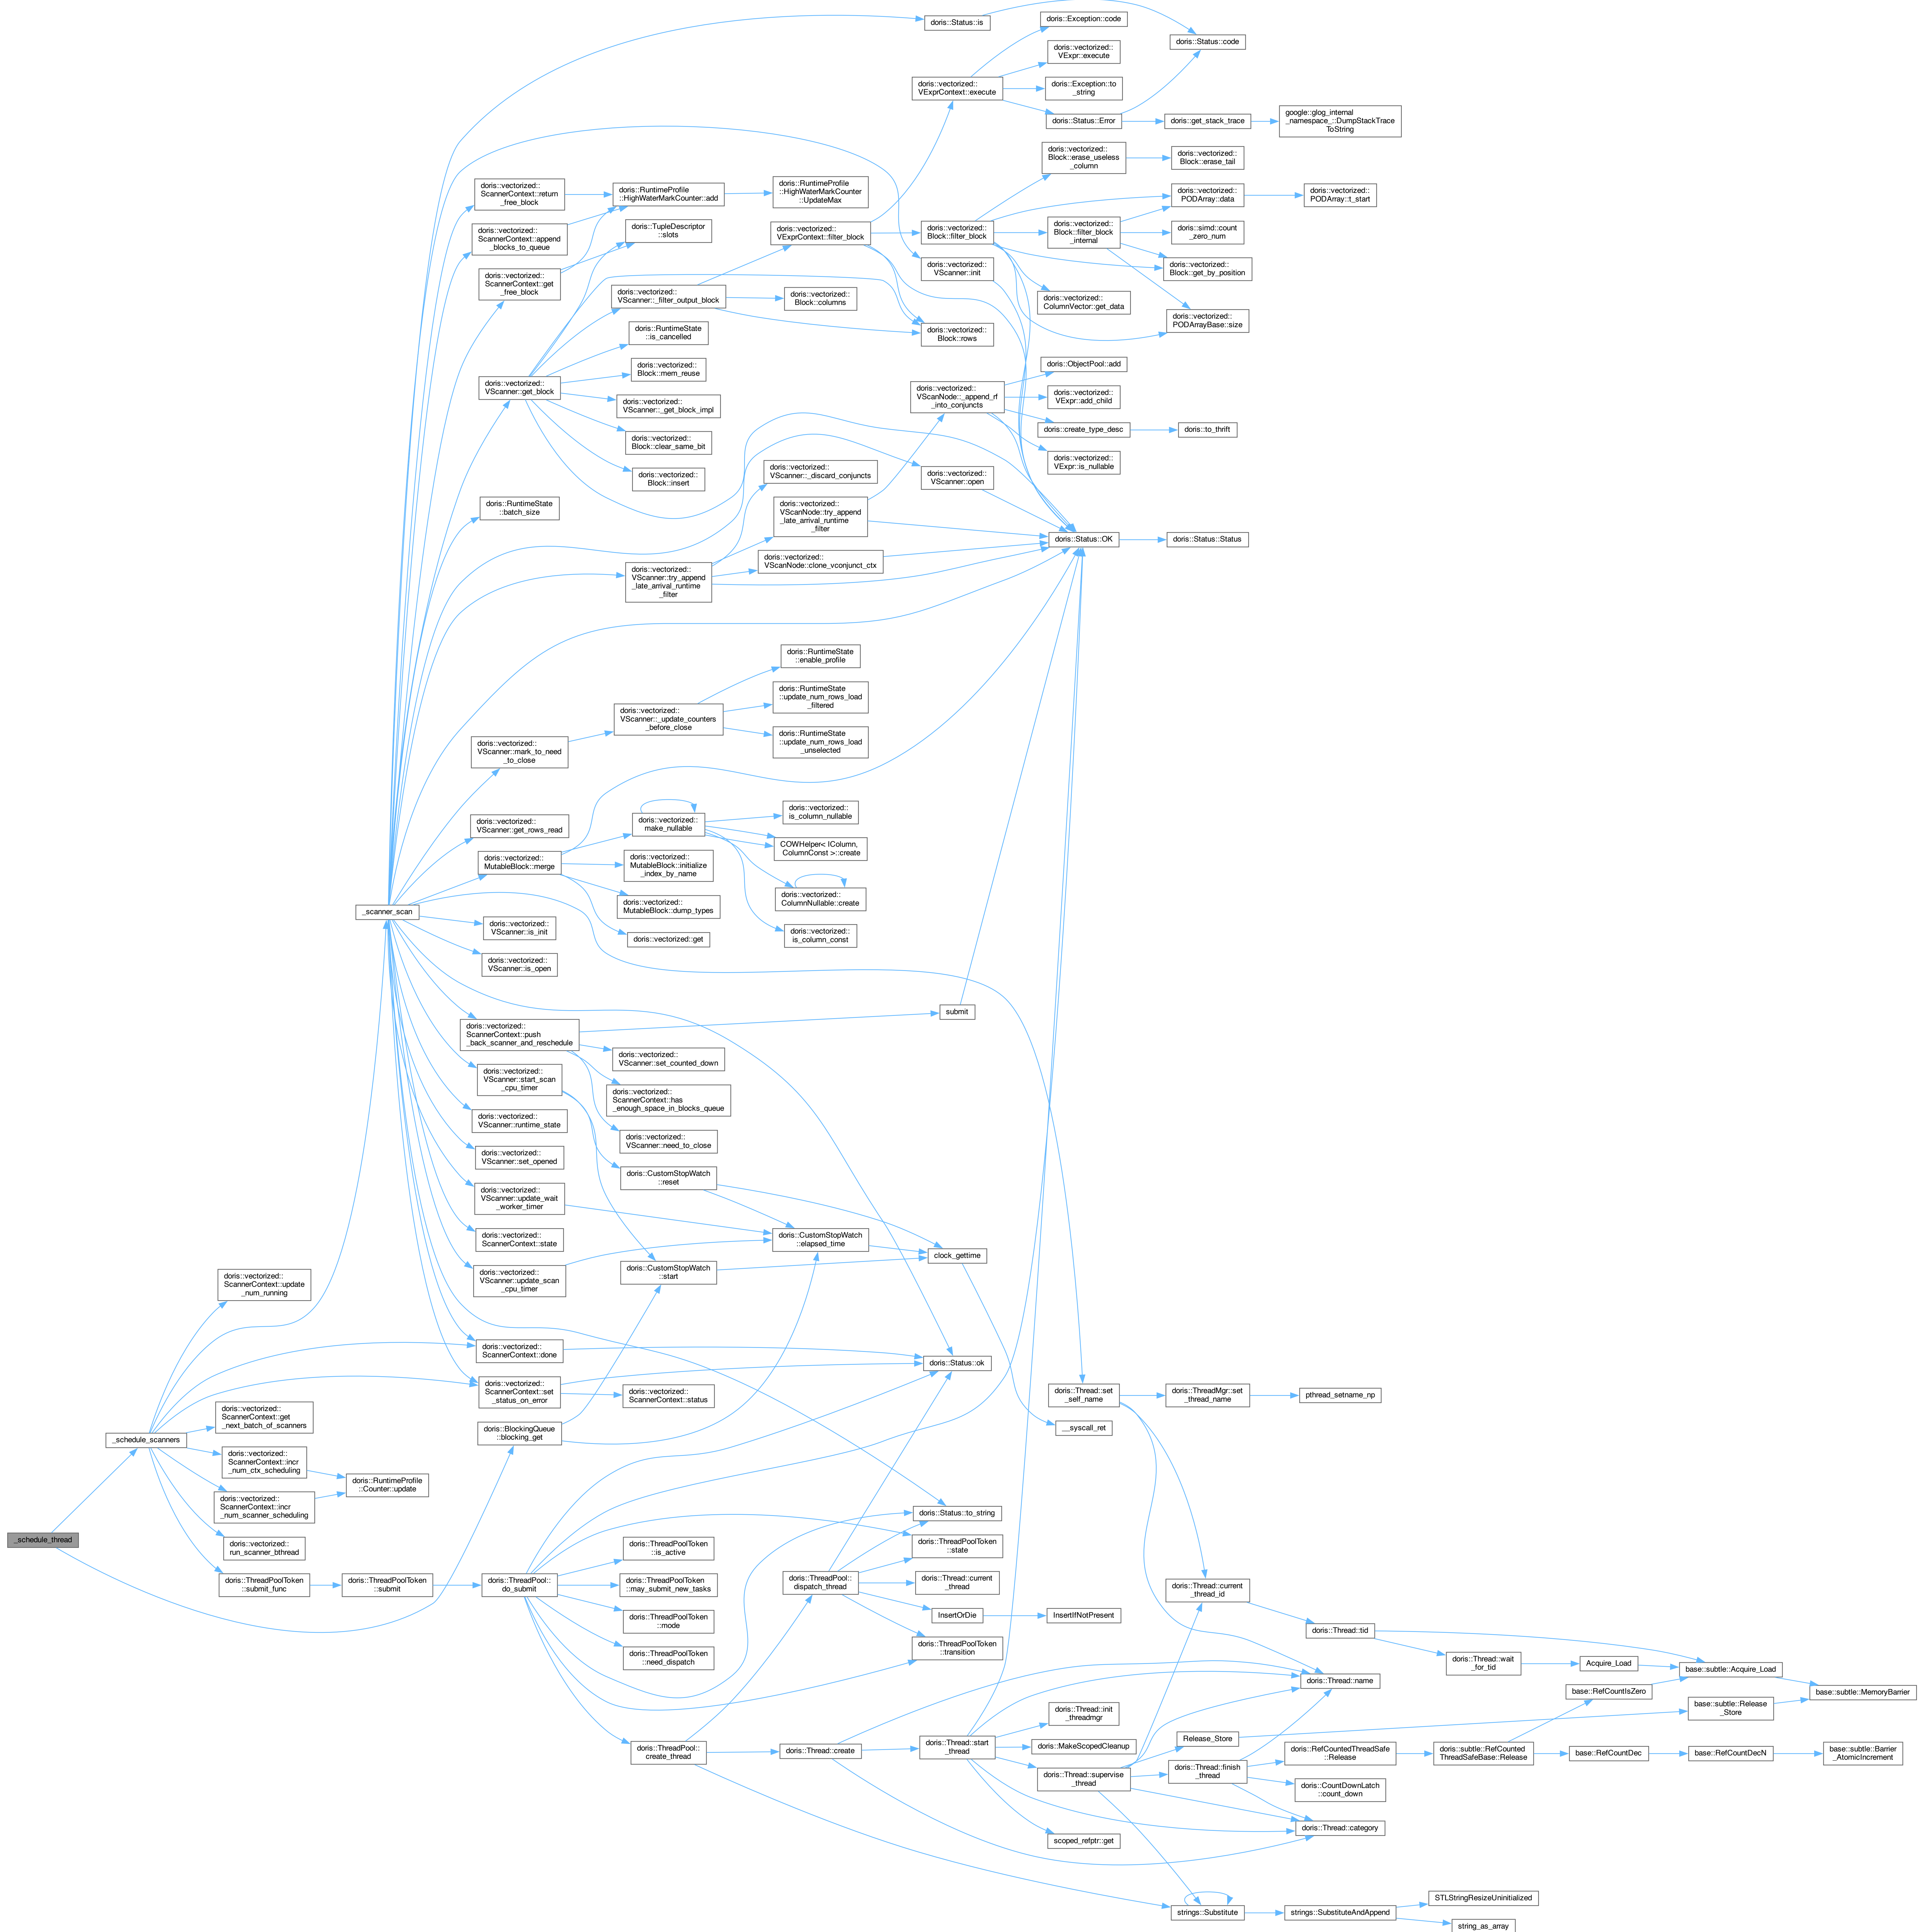 _schedule_thread
_schedule_scanners
doris::vectorized::
ScannerContext::update
_num_running
doris::vectorized::
ScannerContext::get
_next_batch_of_scanners
doris::vectorized::
ScannerContext::incr
_num_ctx_scheduling
doris::vectorized::
ScannerContext::incr
_num_scanner_scheduling
doris::vectorized::
run_scanner_bthread
doris::ThreadPoolToken
::submit_func
_scanner_scan
doris::RuntimeProfile
::Counter::update
doris::ThreadPoolToken
::submit
doris::vectorized::
ScannerContext::return
_free_block
doris::vectorized::
ScannerContext::append
_blocks_to_queue
doris::vectorized::
ScannerContext::get
_free_block
doris::vectorized::
VScanner::get_block
doris::RuntimeState
::batch_size
doris::vectorized::
VScanner::mark_to_need
_to_close
doris::vectorized::
VScanner::get_rows_read
doris::vectorized::
MutableBlock::merge
doris::vectorized::
VScanner::is_init
doris::vectorized::
VScanner::is_open
doris::vectorized::
ScannerContext::push
_back_scanner_and_reschedule
doris::vectorized::
VScanner::start_scan
_cpu_timer
doris::vectorized::
VScanner::runtime_state
doris::vectorized::
VScanner::set_opened
doris::vectorized::
VScanner::update_wait
_worker_timer
doris::vectorized::
ScannerContext::state
doris::vectorized::
VScanner::update_scan
_cpu_timer
doris::vectorized::
ScannerContext::done
doris::vectorized::
ScannerContext::set
_status_on_error
doris::BlockingQueue
::blocking_get
doris::ThreadPool::
do_submit
doris::RuntimeProfile
::HighWaterMarkCounter::add
doris::TupleDescriptor
::slots
doris::vectorized::
VScanner::_filter_output_block
doris::RuntimeState
::is_cancelled
doris::vectorized::
Block::mem_reuse
doris::vectorized::
VScanner::_get_block_impl
doris::vectorized::
Block::clear_same_bit
doris::vectorized::
Block::insert
doris::vectorized::
VScanner::try_append
_late_arrival_runtime
_filter
doris::vectorized::
VScanner::_update_counters
_before_close
doris::vectorized::
make_nullable
doris::vectorized::
MutableBlock::initialize
_index_by_name
doris::vectorized::
MutableBlock::dump_types
doris::vectorized::get
doris::vectorized::
VScanner::set_counted_down
doris::vectorized::
ScannerContext::has
_enough_space_in_blocks_queue
doris::vectorized::
VScanner::need_to_close
doris::CustomStopWatch
::reset
doris::CustomStopWatch
::start
doris::vectorized::
ScannerContext::status
doris::ThreadPoolToken
::is_active
doris::ThreadPoolToken
::may_submit_new_tasks
doris::ThreadPoolToken
::mode
doris::ThreadPoolToken
::need_dispatch
doris::ThreadPool::
create_thread
doris::RuntimeProfile
::HighWaterMarkCounter
::UpdateMax
doris::vectorized::
VExprContext::filter_block
doris::vectorized::
Block::columns
doris::vectorized::
VScanner::_discard_conjuncts
doris::vectorized::
VScanNode::try_append
_late_arrival_runtime
_filter
doris::vectorized::
VScanNode::clone_vconjunct_ctx
doris::RuntimeState
::enable_profile
doris::RuntimeState
::update_num_rows_load
_filtered
doris::RuntimeState
::update_num_rows_load
_unselected
doris::vectorized::
is_column_nullable
COWHelper< IColumn,
ColumnConst >::create
doris::vectorized::
ColumnNullable::create
doris::vectorized::
is_column_const
doris::CustomStopWatch
::elapsed_time
doris::ThreadPool::
dispatch_thread
doris::Thread::create
doris::Status::is
doris::vectorized::
VExprContext::execute
doris::vectorized::
Block::filter_block
doris::vectorized::
VScanner::init
doris::vectorized::
Block::rows
doris::vectorized::
VScanNode::_append_rf
_into_conjuncts
doris::vectorized::
VScanner::open
submit
clock_gettime
doris::Status::ok
doris::Status::to_string
doris::ThreadPoolToken
::state
doris::Thread::current
_thread
InsertOrDie
doris::ThreadPoolToken
::transition
doris::Thread::start
_thread
doris::Exception::code
doris::vectorized::
VExpr::execute
doris::Exception::to
_string
doris::Status::Error
doris::vectorized::
Block::erase_useless
_column
doris::vectorized::
Block::filter_block
_internal
doris::vectorized::
ColumnVector::get_data
doris::ObjectPool::add
doris::vectorized::
VExpr::add_child
doris::create_type_desc
doris::vectorized::
VExpr::is_nullable
doris::Status::OK
doris::Thread::set
_self_name
__syscall_ret
InsertIfNotPresent
doris::Thread::init
_threadmgr
doris::MakeScopedCleanup
doris::Thread::supervise
_thread
scoped_refptr::get
doris::Status::code
doris::get_stack_trace
doris::vectorized::
Block::erase_tail
doris::vectorized::
PODArray::data
doris::simd::count
_zero_num
doris::vectorized::
Block::get_by_position
doris::vectorized::
PODArrayBase::size
doris::to_thrift
doris::Status::Status
doris::ThreadMgr::set
_thread_name
doris::Thread::current
_thread_id
Release_Store
doris::Thread::finish
_thread
strings::Substitute
google::glog_internal
_namespace_::DumpStackTrace
ToString
doris::vectorized::
PODArray::t_start
pthread_setname_np
doris::Thread::tid
doris::Thread::name
doris::RefCountedThreadSafe
::Release
doris::CountDownLatch
::count_down
doris::Thread::category
strings::SubstituteAndAppend
doris::Thread::wait
_for_tid
doris::subtle::RefCounted
ThreadSafeBase::Release
STLStringResizeUninitialized
string_as_array
Acquire_Load
base::RefCountIsZero
base::RefCountDec
base::subtle::Acquire_Load
base::subtle::Release
_Store
base::RefCountDecN
base::subtle::MemoryBarrier
base::subtle::Barrier
_AtomicIncrement